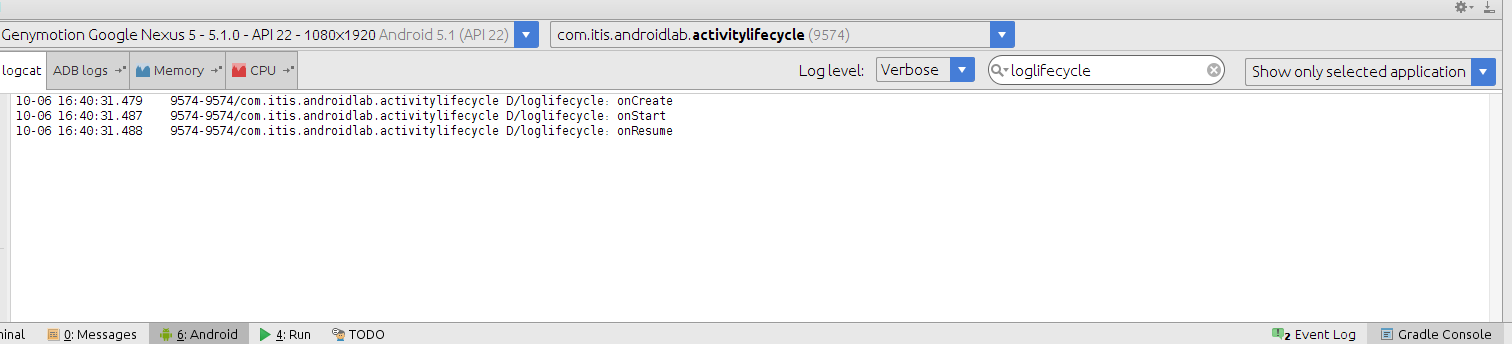 Genymotion Google Nexus 5 - 5.1.0 - API 22 - 1080x1920 Android 5.1 (API 22) com.itis.androidlab.activitylifecycle (9574)
logcat ADB logs Memory CPU Log level: Verbose loglifecycle Show only selected application
10-06 16:40:31.479 9574-9574/com.itis.androidlab.activitylifecycle D/loglifecycle: onCreate
10-06 16:40:31.487 9574-9574/com.itis.androidlab.activitylifecycle D/loglifecycle: onStart
10-06 16:40:31.488 9574-9574/com.itis.androidlab.activitylifecycle D/loglifecycle: onResume
ninal 0: Messages 6: Android 4: Run TODO 2 Event Log Gradle Console